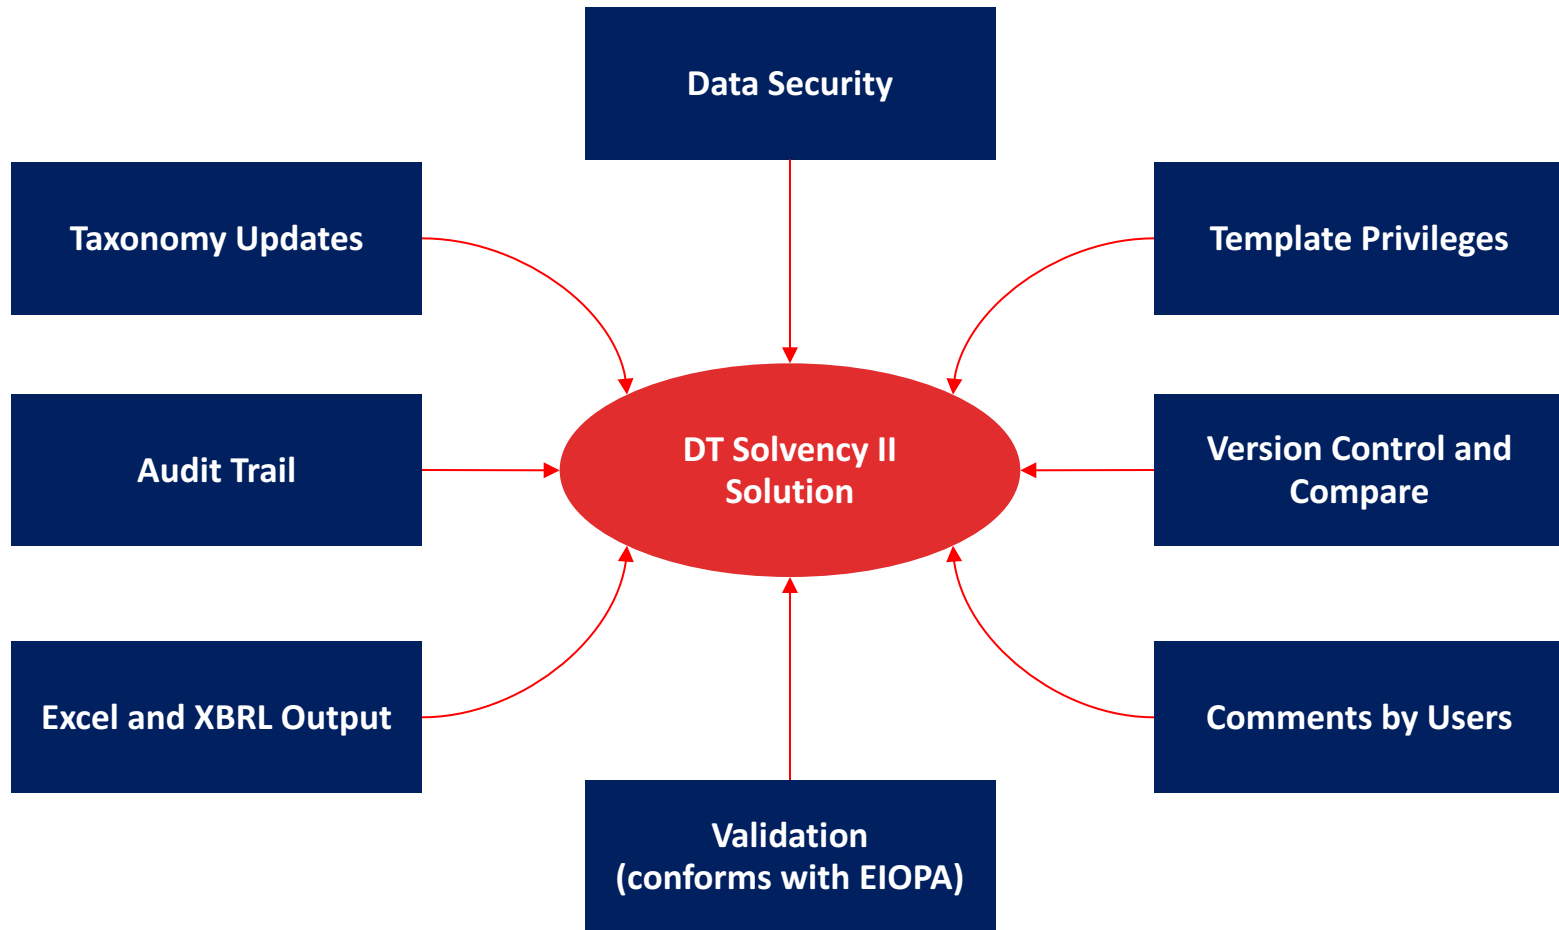 Data Security
Taxonomy Updates
Template Privileges
Audit Trail
DT Solvency II
Solution
Version Control and
Compare
Excel and XBRL Output
Comments by Users
Validation
(conforms with EIOPA)